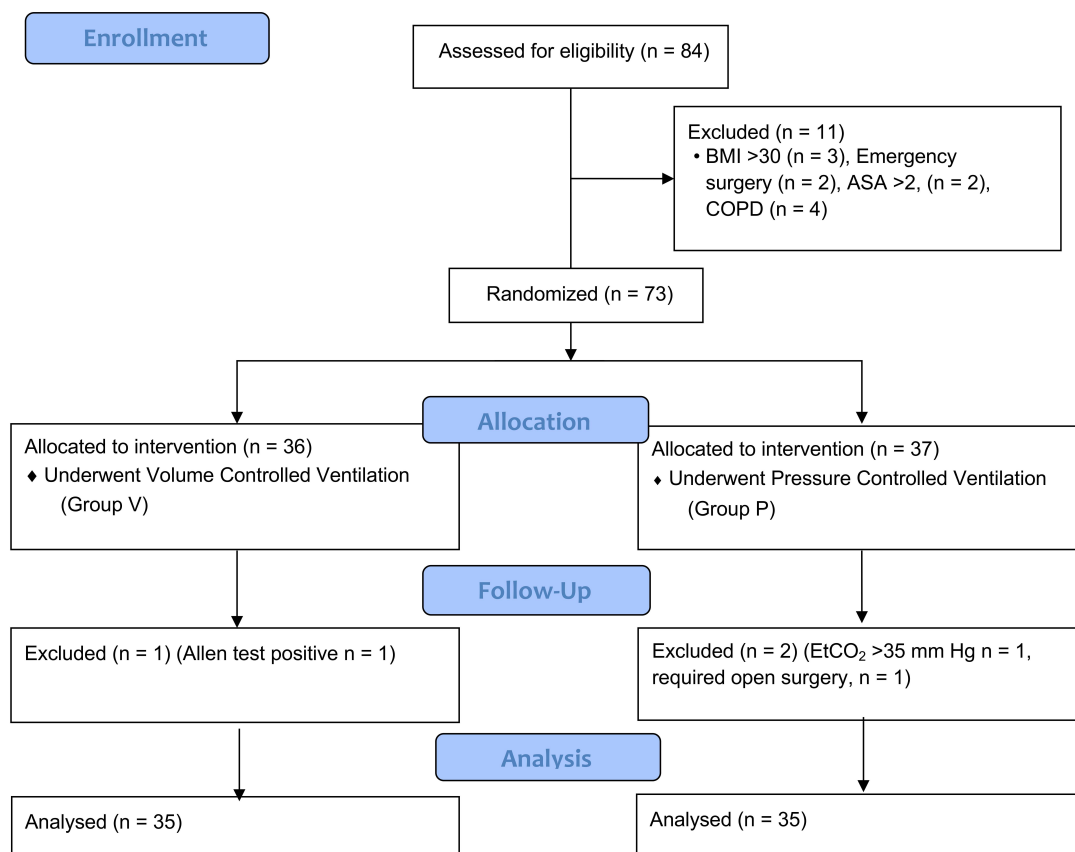 Enrollment
Assessed for eligibility (n = 84)
Excluded (n = 11)
• BMI >30 (n = 3), Emergency
surgery (n = 2), ASA >2, (n = 2),
COPD (n = 4)
Randomized (n = 73)
Allocation
Allocated to intervention (n = 36)
♦ Underwent Volume Controlled Ventilation
(Group V)
Allocated to intervention (n = 37)
♦ Underwent Pressure Controlled Ventilation
(Group P)
Follow-Up
Excluded (n = 1) (Allen test positive n = 1)
Excluded (n = 2) (EtCO₂ >35 mm Hg n = 1,
required open surgery, n = 1)
Analysis
Analysed (n = 35)
Analysed (n = 35)